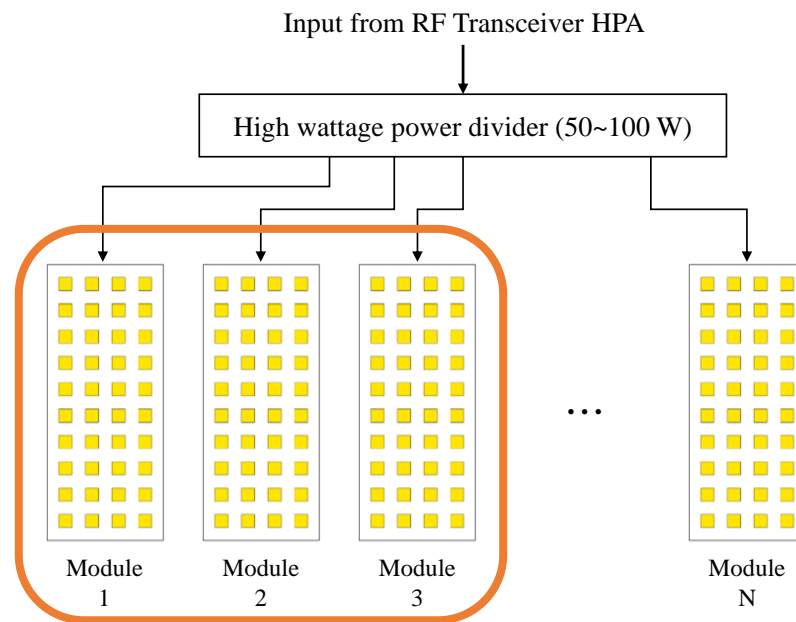 Input from RF Transceiver HPA
High wattage power divider (50~100 W)
...
Module
1
Module
2
Module
3
Module
N